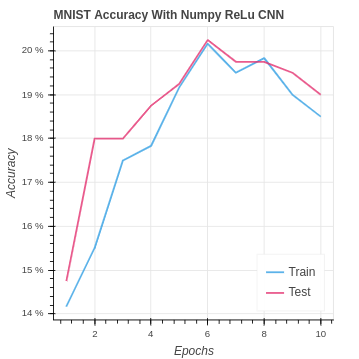 MNIST Accuracy With Numpy ReLu CNN
20 %
19 %
18 %
17 %
16 %
15 %
14 %
Accuracy
2
4
6
8
10
Epochs
Train
Test